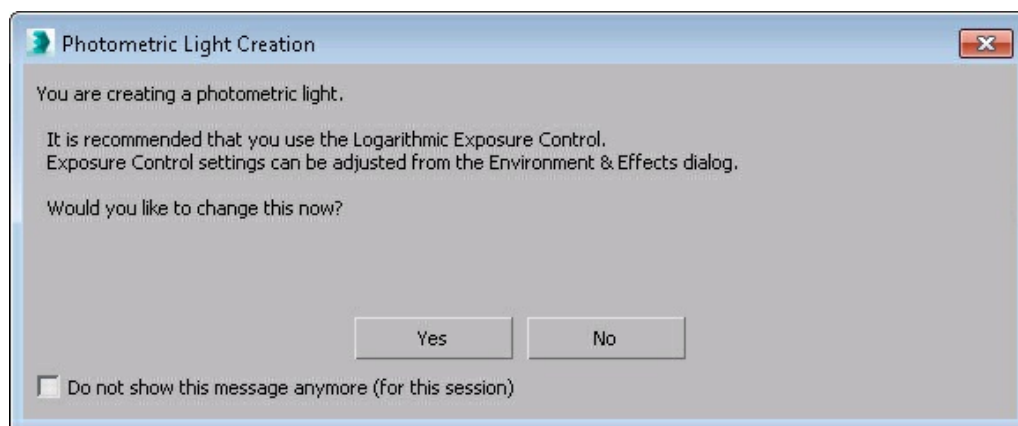 Photometric Light Creation
You are creating a photometric light.
It is recommended that you use the Logarithmic Exposure Control.
Exposure Control settings can be adjusted from the Environment & Effects dialog.
Would you like to change this now?
Yes
No
Do not show this message anymore (for this session)